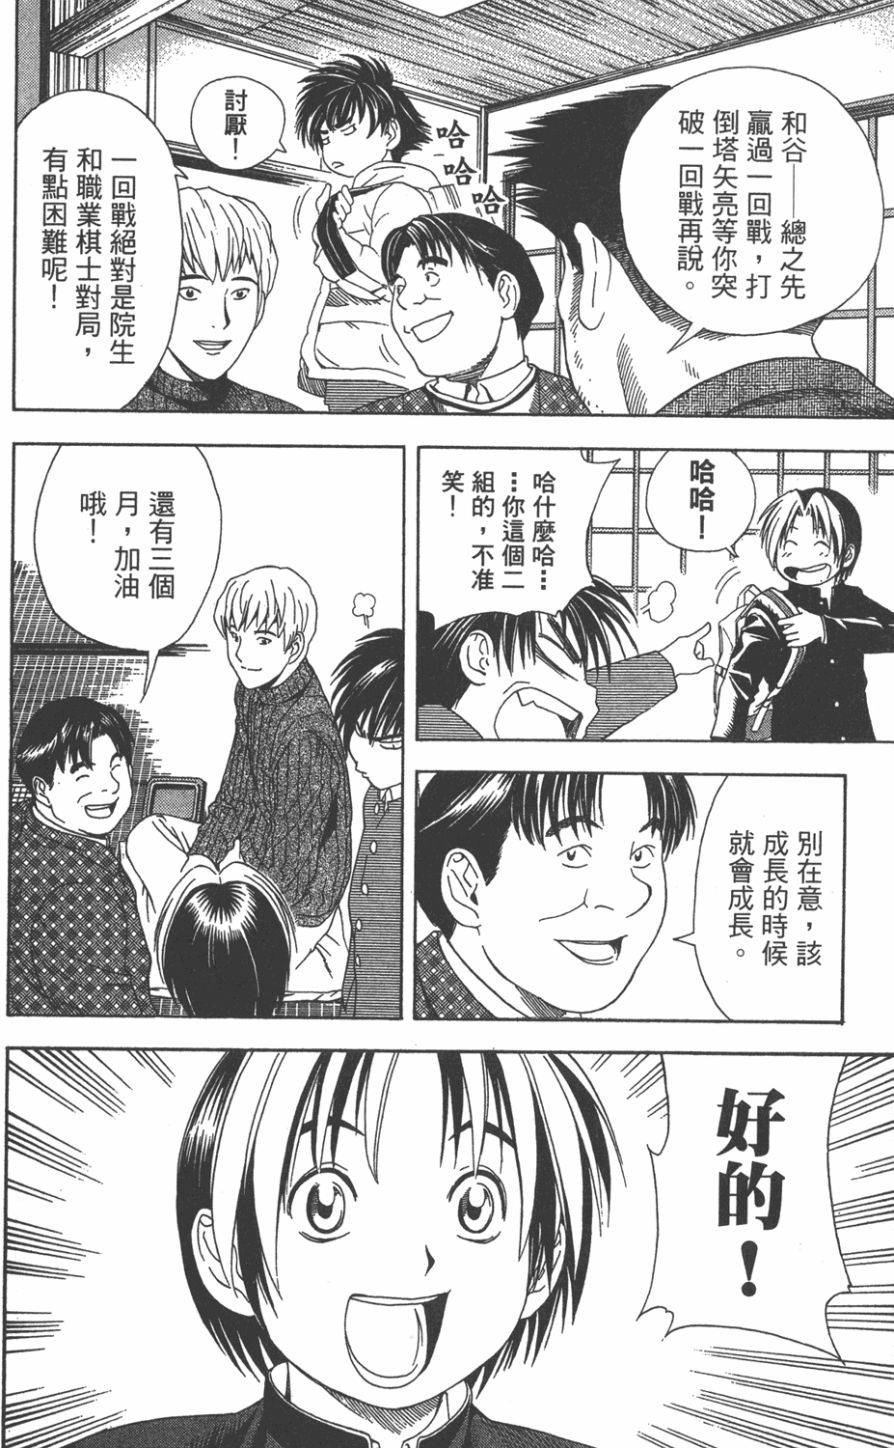 和谷——總之先
贏過一回戰，打
倒塔矢亮等你突
破一回戰再說。
哈哈哈
討厭！
一回戰絕對是院生
和職業棋士對局，
有點困難呢！
哈哈！
哈什麼哈…
…你這個二
組的，不准
笑！
還有三個
月，加油
哦！
別在意，該
成長的時候
就會成長。
好的！